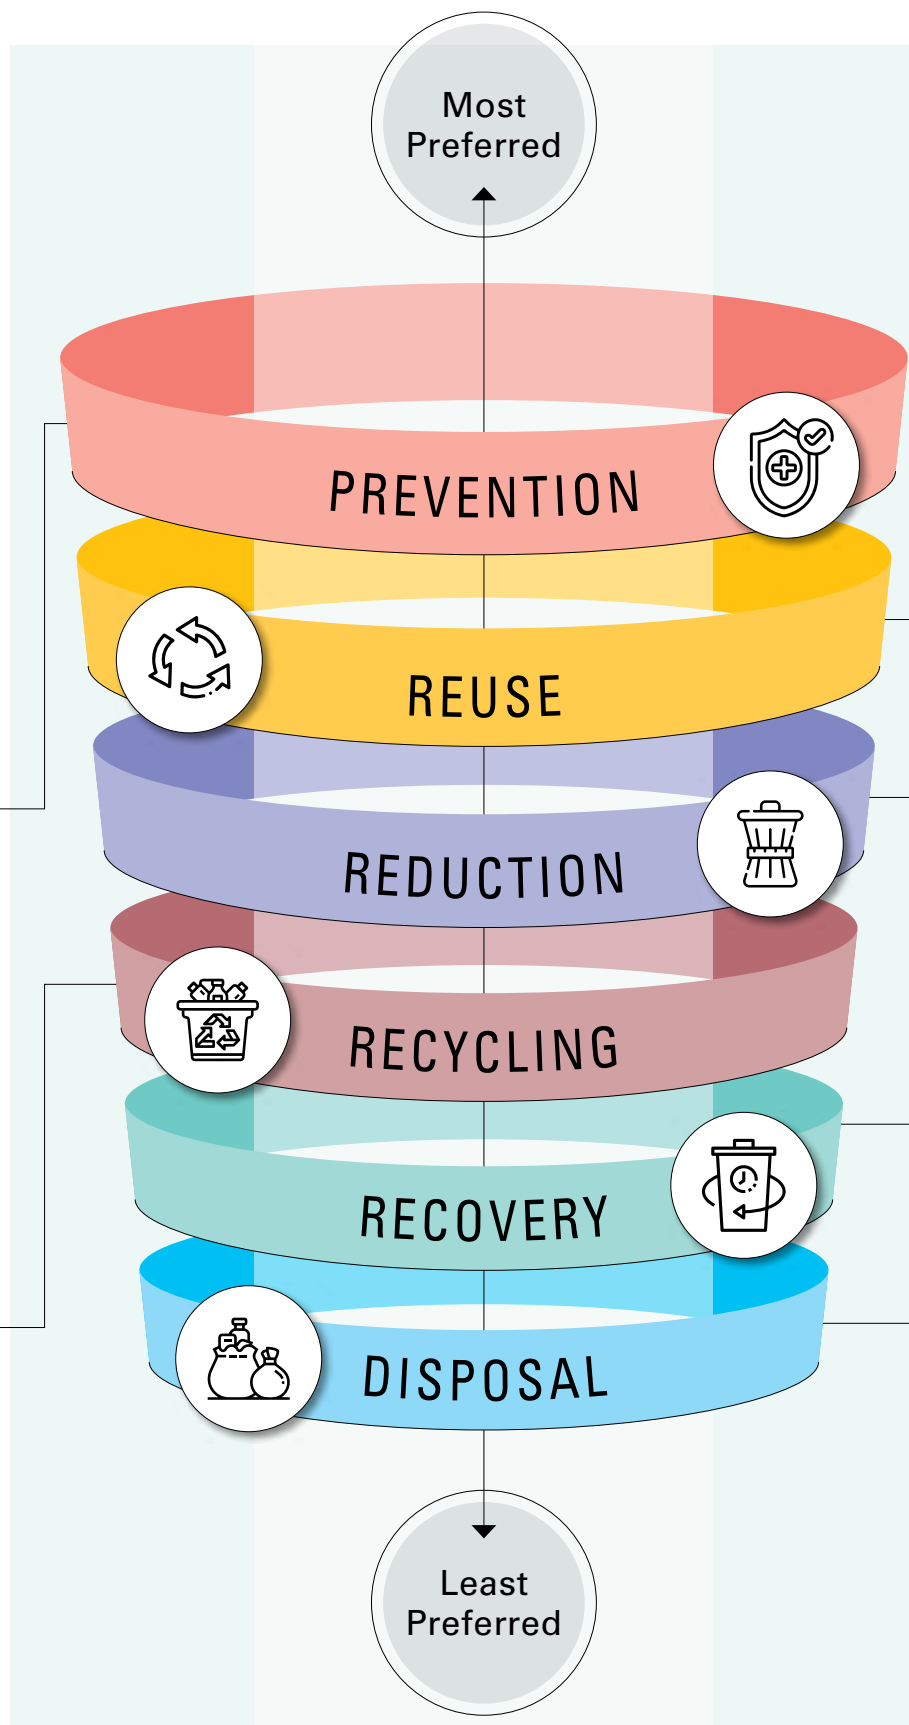 Most
Preferred
PREVENTION
REUSE
REDUCTION
RECYCLING
RECOVERY
DISPOSAL
Least
Preferred